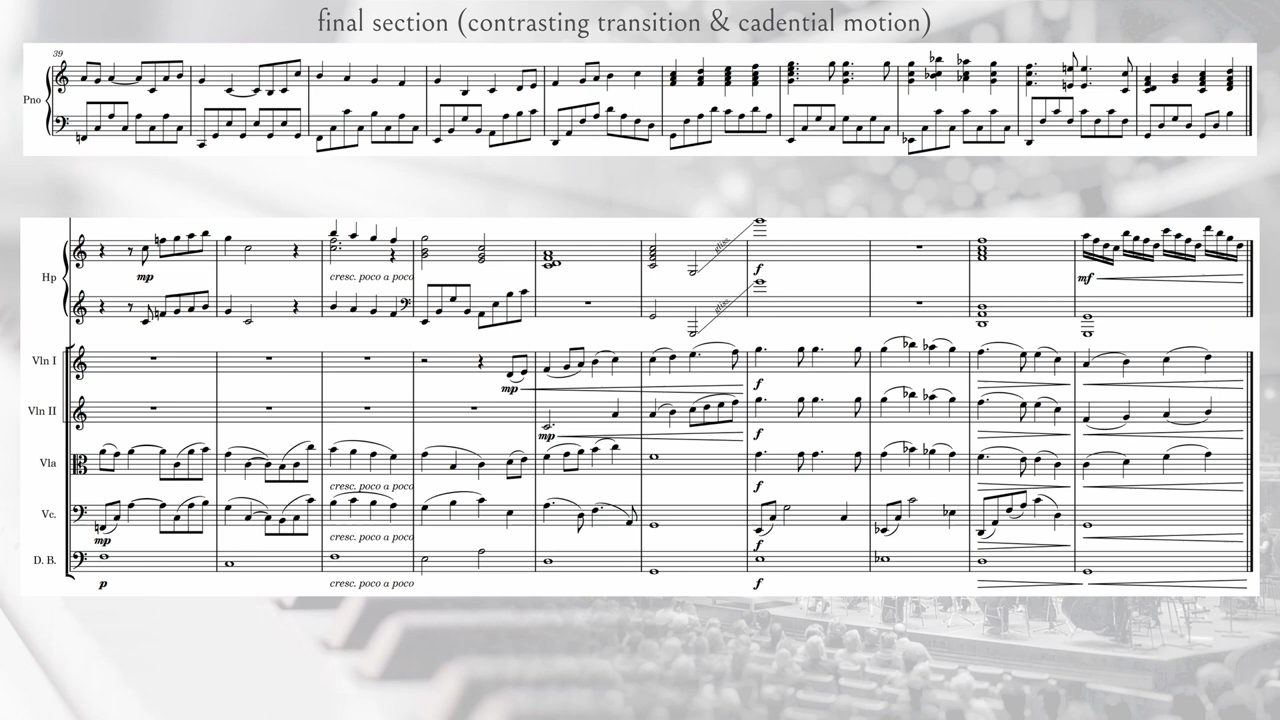 final section (contrasting transition & cadential motion)
39
Pno
Hp
mp
cresc. poco a poco
gliss.
f
mf
gliss.
f
Vln I
mp
f
Vln II
mp
f
Vla
cresc. poco a poco
f
Vc.
mp
cresc. poco a poco
f
D. B.
p
cresc. poco a poco
f